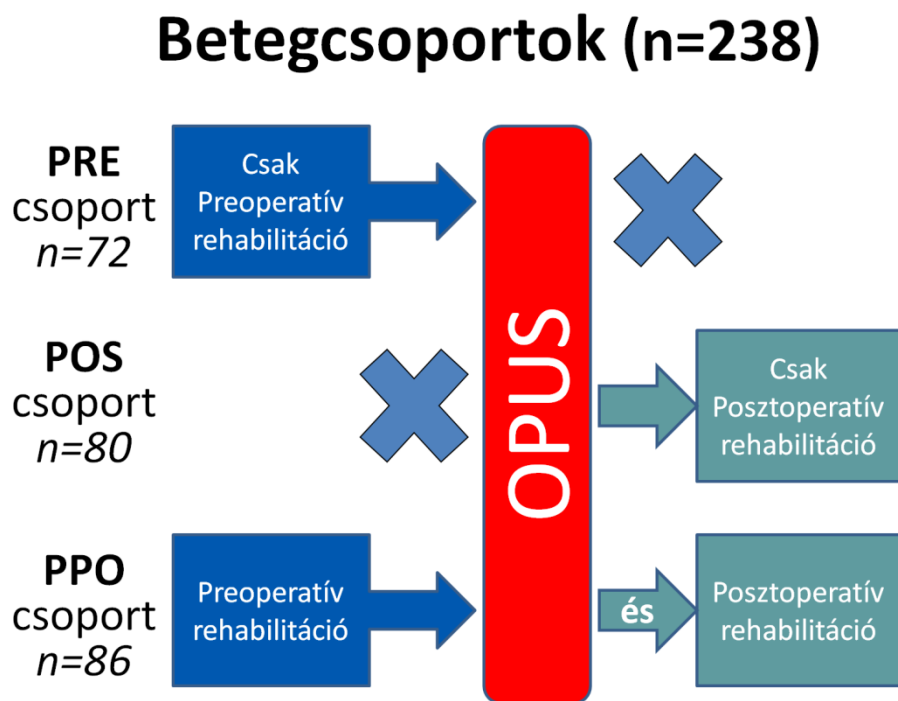 Betegcsoportok (n=238)
PRE
csoport
n=72
Csak
Preoperatív
rehabilitáció
OPUS
POS
csoport
n=80
Csak
Posztoperatív
rehabilitáció
PPO
csoport
n=86
Preoperatív
rehabilitáció
és
Posztoperatív
rehabilitáció